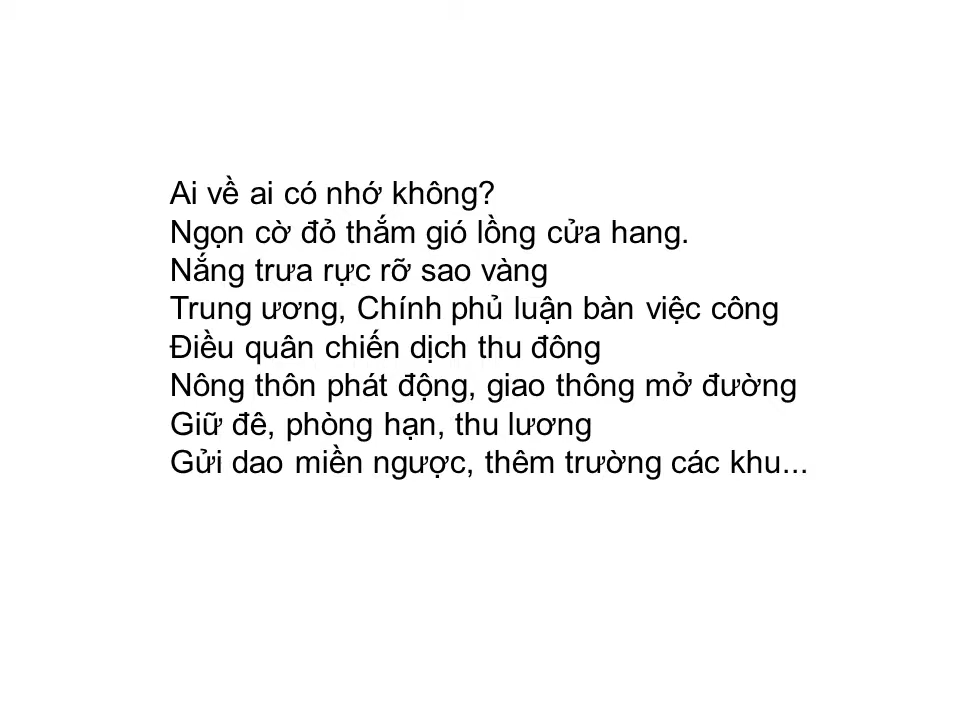 Ai về ai có nhớ không?
Ngọn cờ đỏ thắm gió lồng cửa hang.
Nắng trưa rực rỡ sao vàng
Trung ương, Chính phủ luận bàn việc công
Điều quân chiến dịch thu đông
Nông thôn phát động, giao thông mở đường
Giữ đê, phòng hạn, thu lương
Gửi dao miền ngược, thêm trường các khu...